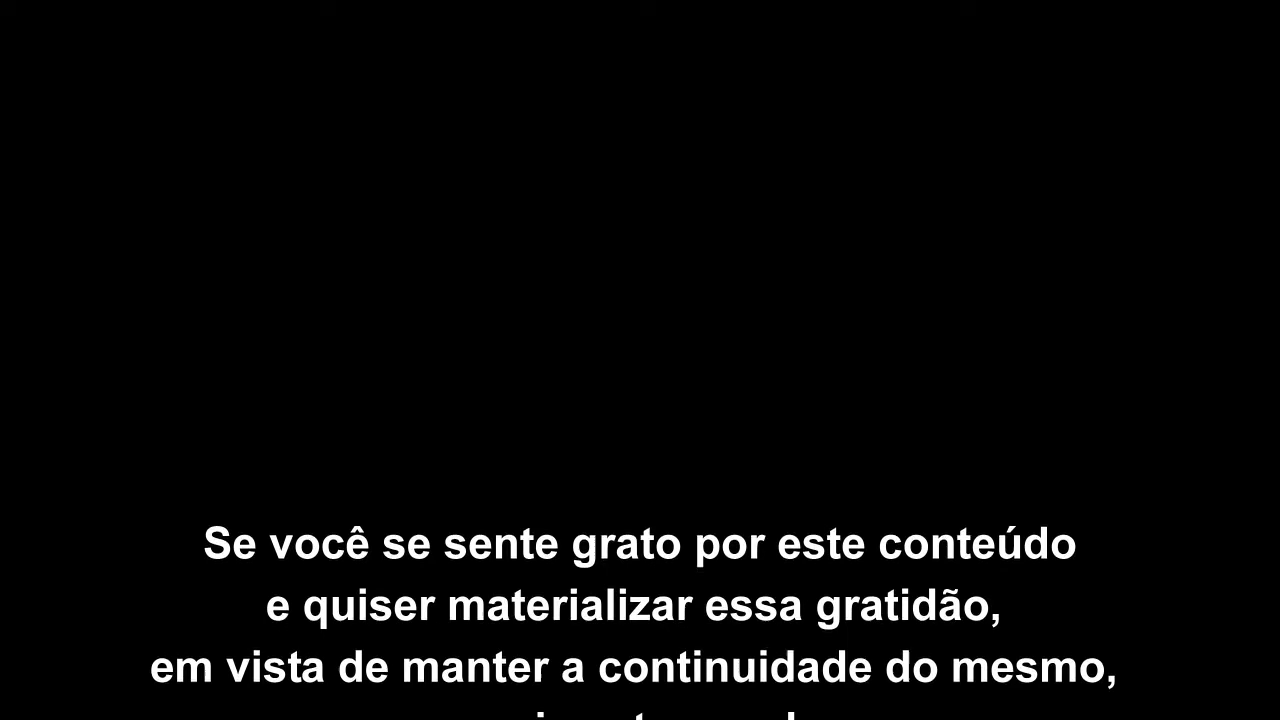 Se você se sente grato por este conteúdo
e quiser materializar essa gratidão,
em vista de manter a continuidade do mesmo,